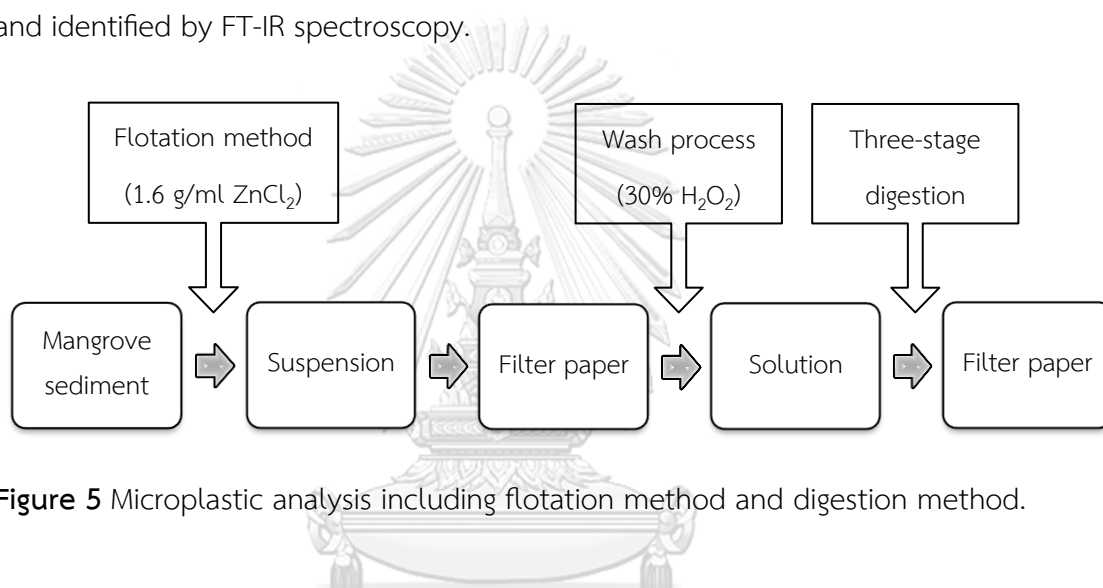 and identified by FT-IR spectroscopy.
Flotation method
(1.6 g/ml ZnCl₂)
Wash process
(30% H₂O₂)
Three-stage
digestion
Mangrove
sediment
Suspension
Filter paper
Solution
Filter paper
Figure 5 Microplastic analysis including flotation method and digestion method.